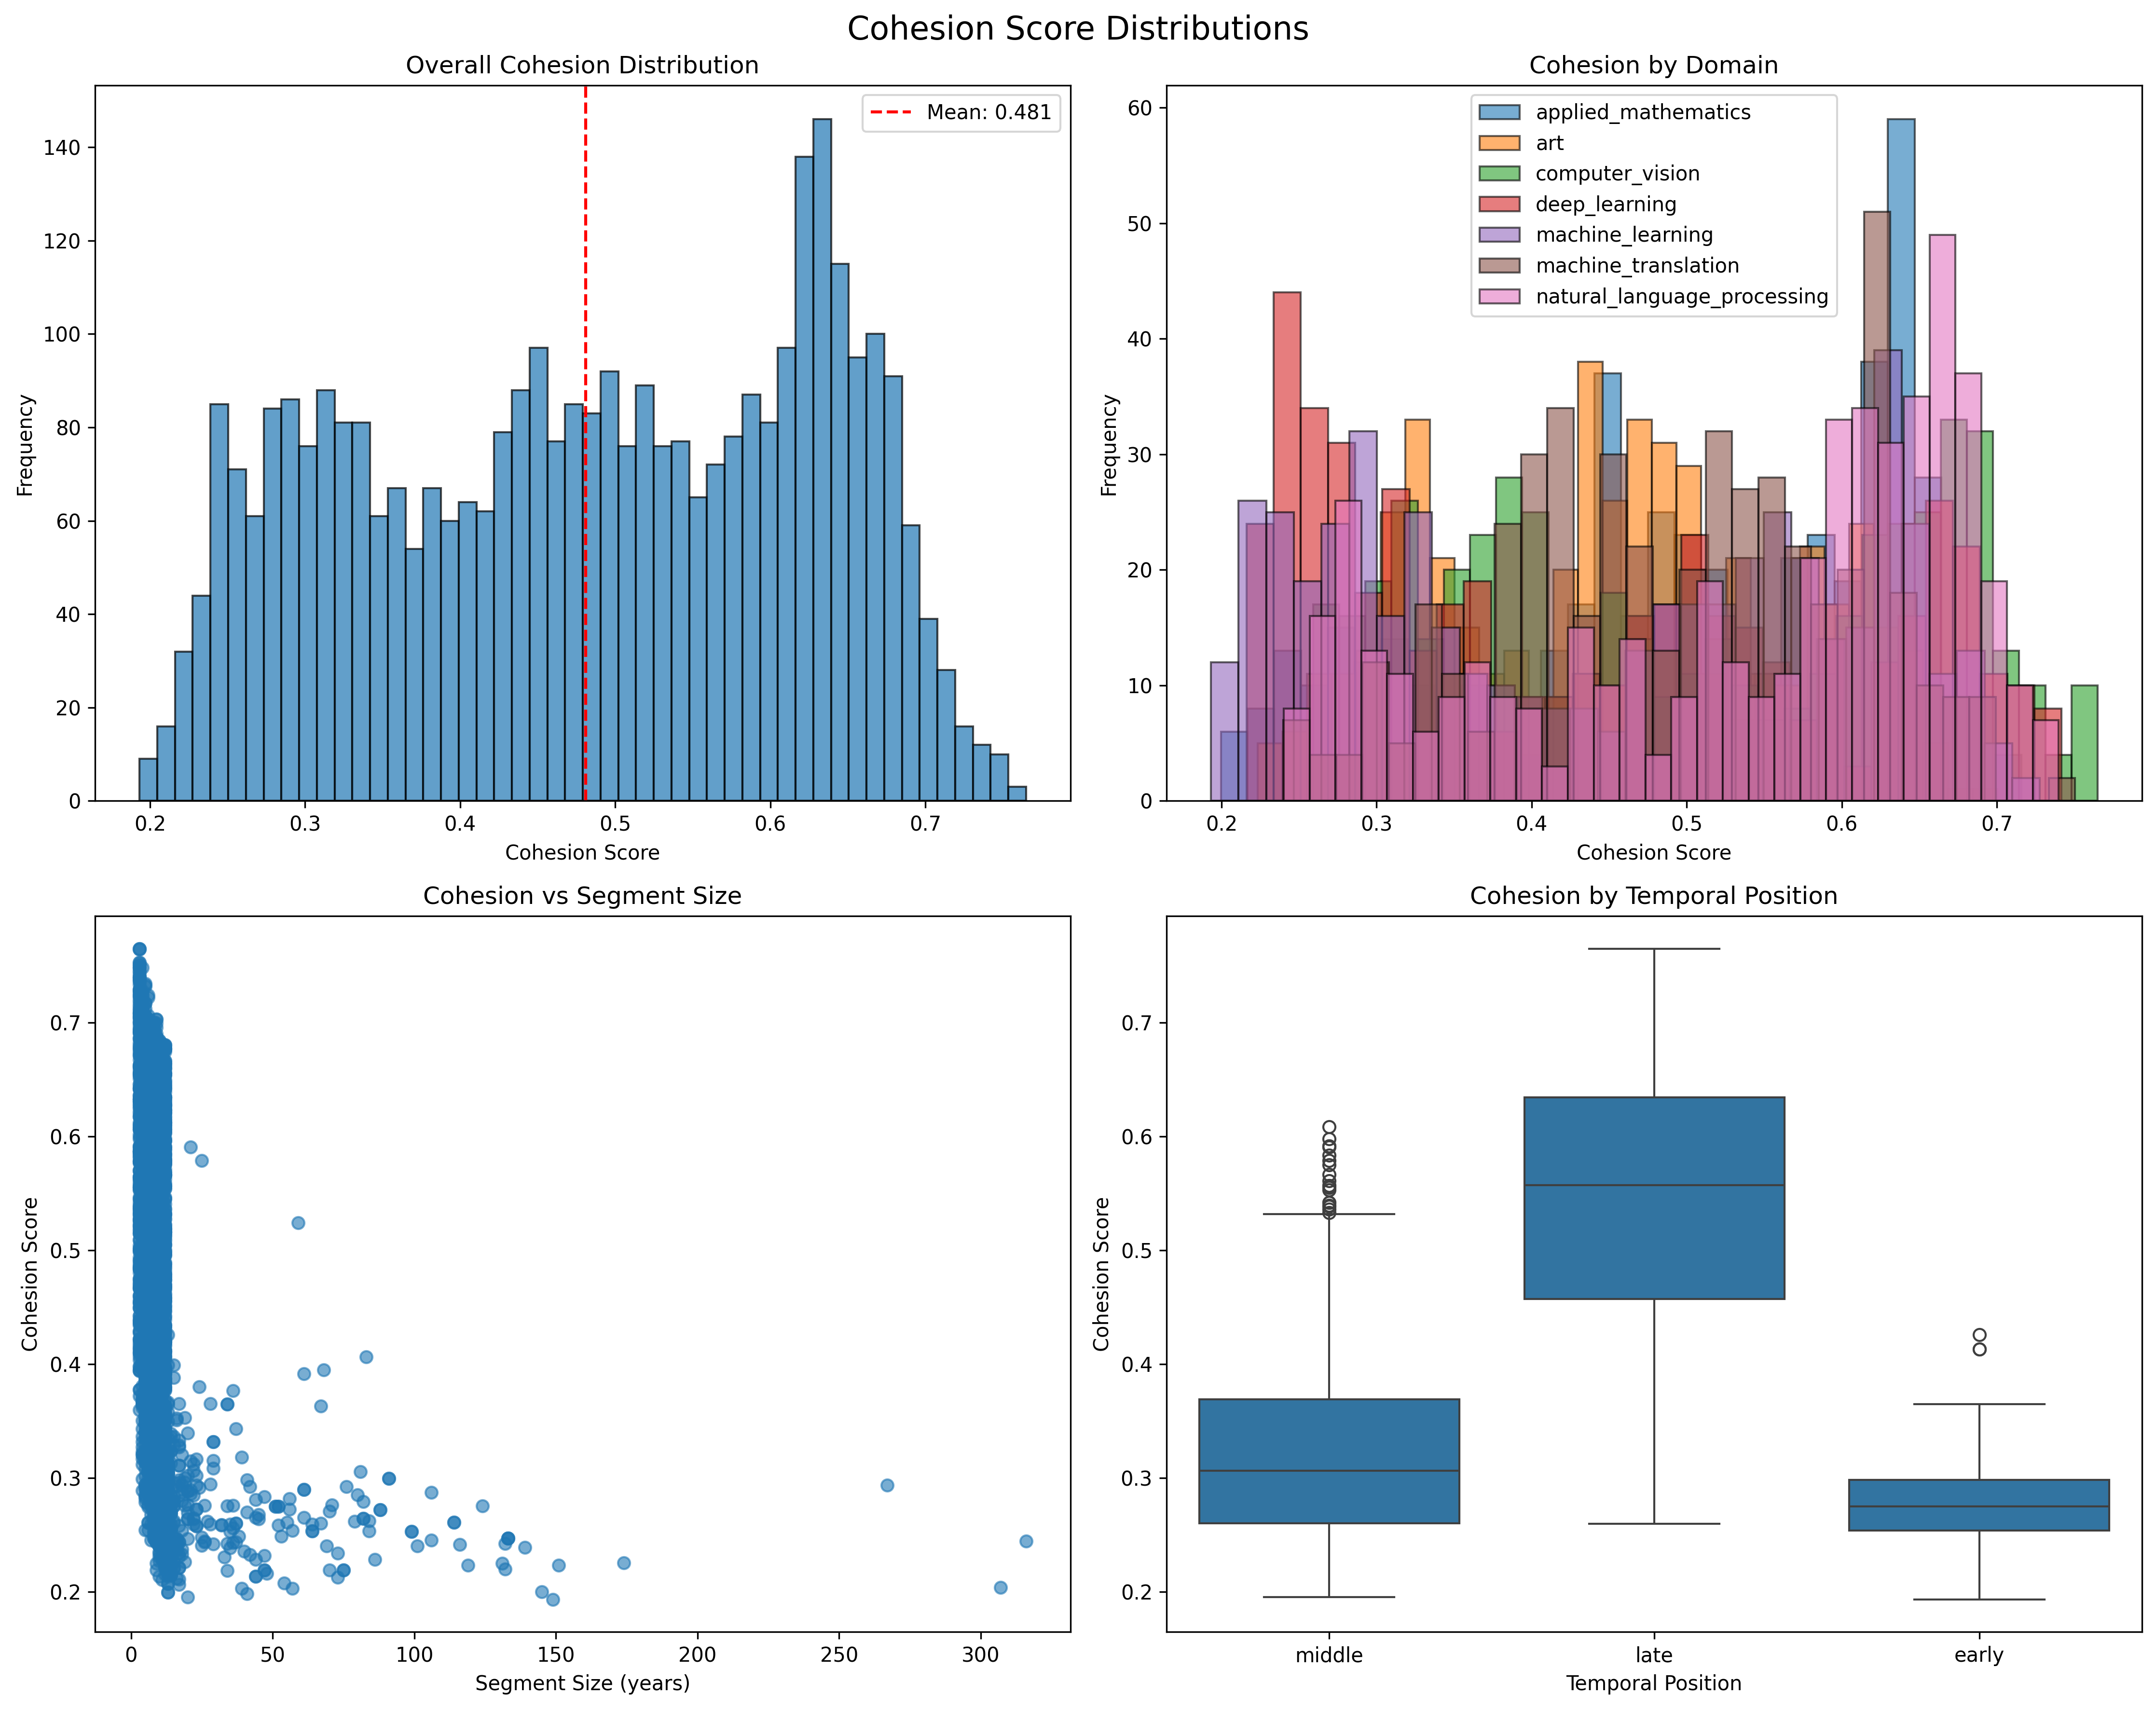 Cohesion Score Distributions
Overall Cohesion Distribution
Mean: 0.481
Frequency
140
120
100
80
60
40
20
0
0.2 0.3 0.4 0.5 0.6 0.7
Cohesion Score
Cohesion by Domain
applied_mathematics
art
computer_vision
deep_learning
machine_learning
machine_translation
natural_language_processing
Frequency
60
50
40
30
20
10
0
0.2 0.3 0.4 0.5 0.6 0.7
Cohesion Score
Cohesion vs Segment Size
Cohesion Score
0.7
0.6
0.5
0.4
0.3
0.2
0 50 100 150 200 250 300
Segment Size (years)
Cohesion by Temporal Position
Cohesion Score
0.7
0.6
0.5
0.4
0.3
0.2
middle late early
Temporal Position